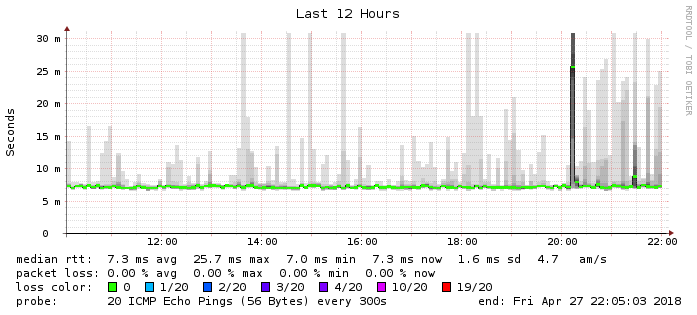 Last 12 Hours
RRDTOOL / TOBI OETIKER
Seconds
30 m
25 m
20 m
15 m
10 m
5 m
0
12:00 14:00 16:00 18:00 20:00 22:00
median rtt: 7.3 ms avg 25.7 ms max 7.0 ms min 7.3 ms now 1.6 ms sd 4.7 am/s
packet loss: 0.00 % avg 0.00 % max 0.00 % min 0.00 % now
loss color: 0 1/20 2/20 3/20 4/20 10/20 19/20
probe: 20 ICMP Echo Pings (56 Bytes) every 300s end: Fri Apr 27 22:05:03 2018